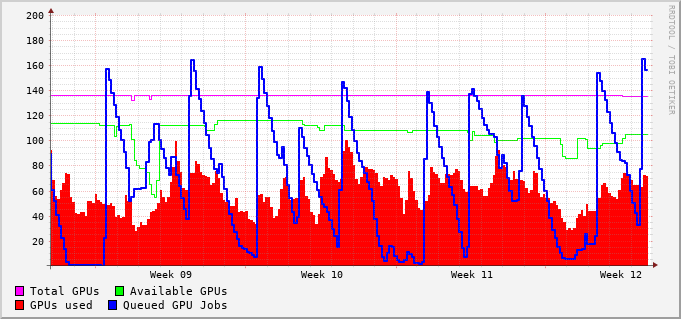 200
180
160
140
120
100
80
60
40
20
Week 09 Week 10 Week 11 Week 12
Total GPUs Available GPUs
GPUs used Queued GPU Jobs
RRDTOOL / TOBI OETIKER